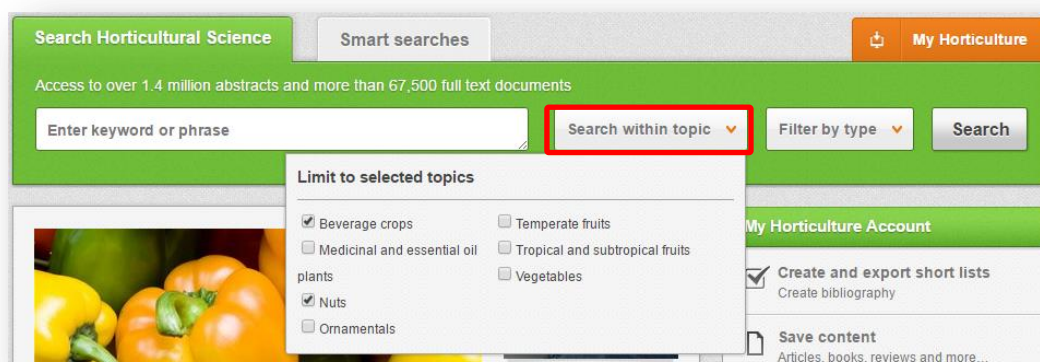 Search Horticultural Science
Smart searches
My Horticulture
Access to over 1.4 million abstracts and more than 67,500 full text documents
Enter keyword or phrase
Search within topic
Filter by type
Search
Limit to selected topics
Beverage crops
Medicinal and essential oil
plants
Nuts
Ornamentals
Temperate fruits
Tropical and subtropical fruits
Vegetables
My Horticulture Account
Create and export short lists
Create bibliography
Save content
Articles, books, reviews and more...